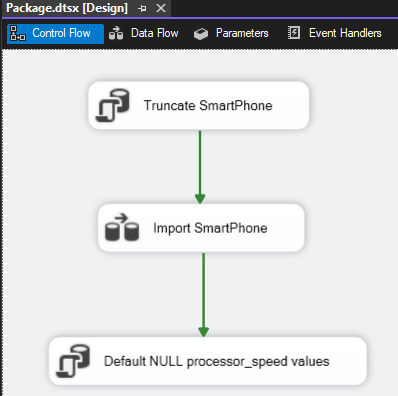 Package.dtsx [Design]
Control Flow Data Flow Parameters Event Handlers
Truncate SmartPhone
Import SmartPhone
Default NULL processor_speed values